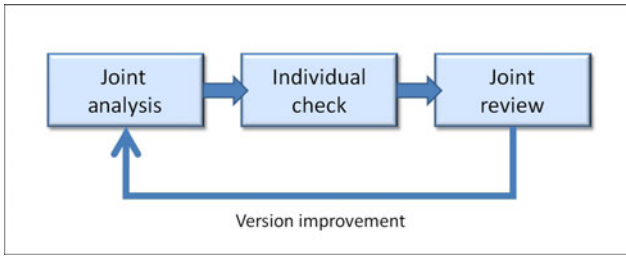 Joint
analysis
Individual
check
Joint
review
Version improvement